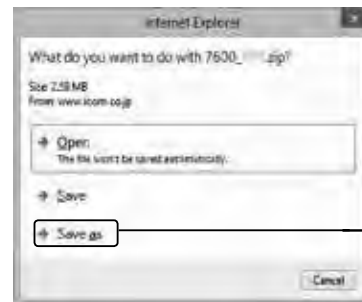 Internet Explorer
What do you want to do with 7600_ .zip?
Size 2.58 MB
From: www.icom.co.jp
Open
The file won't be saved automatically.
Save
Save as
Cancel